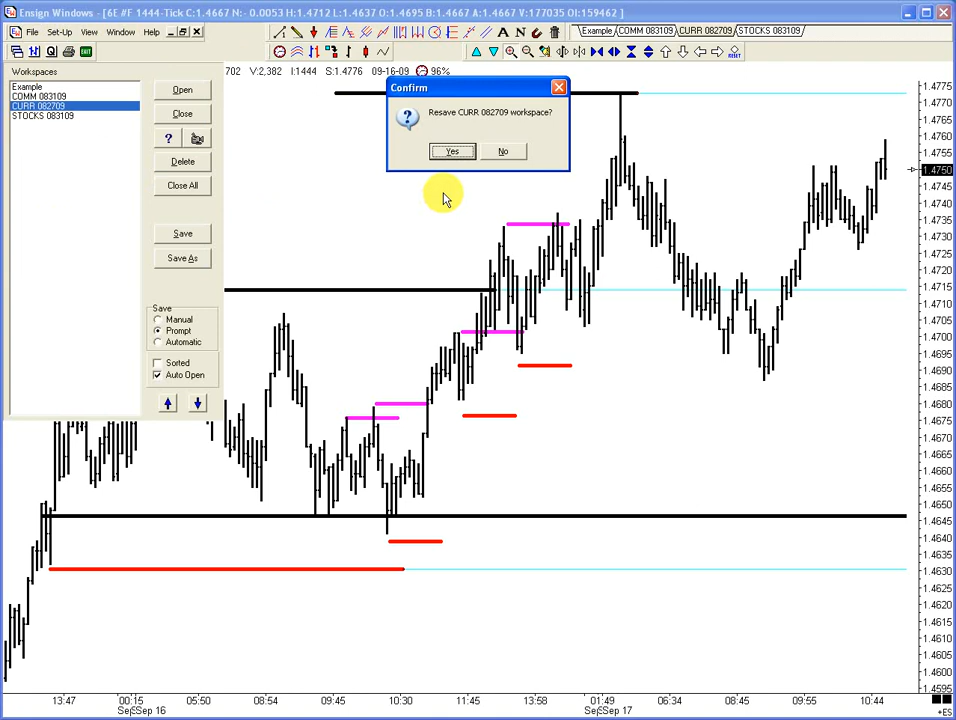 Ensign Windows - [6E #F 1444-Tick C:1.4667 N:- 0.0053 H:1.4712 L:1.4637 O:1.4695 B:1.4667 A:1.4667 V:177035 OI:159462 ]
File Set-Up View Window Help
Example COMM 083109 CURR 082709 STOCKS 083109
EXIT
RESET
Workspaces
702 V:2,382 I:1444 S:1.4776 09-16-09 96%
Example
COMM 083109
CURR 082709
STOCKS 083109
Open
Close
?
Delete
Close All
Save
Save As
Save
Manual
Prompt
Automatic
Sorted
Auto Open
Confirm
Resave CURR 082709 workspace?
Yes No
1.4775
1.4765
1.4760
1.4755
1.4750
1.4745
1.4740
1.4735
1.4730
1.4725
1.4720
1.4715
1.4710
1.4705
1.4700
1.4695
1.4690
1.4685
1.4680
1.4675
1.4670
1.4665
1.4660
1.4655
1.4650
1.4645
1.4640
1.4635
1.4630
1.4625
1.4620
1.4615
1.4610
1.4605
1.4600
1.4595
13:47 00:15 05:50 08:54 09:45 10:30 11:45 13:58 01:49 06:34 08:45 09:55 10:44
Sep 16 Sep 17
+ES